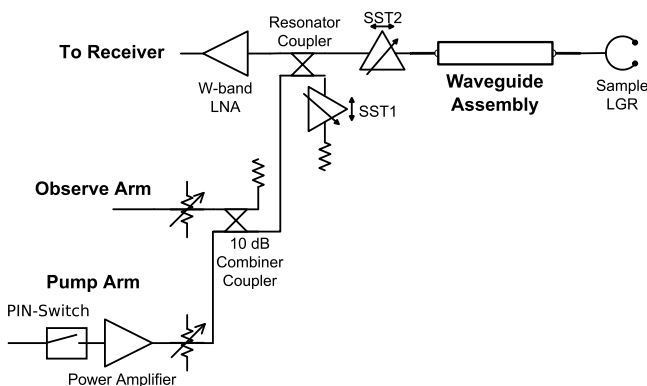 Resonator
Coupler
SST2
To Receiver
W-band
LNA
Waveguide
Assembly
Sample
LGR
SST1
Observe Arm
10 dB
Combiner
Coupler
Pump Arm
PIN-Switch
Power Amplifier